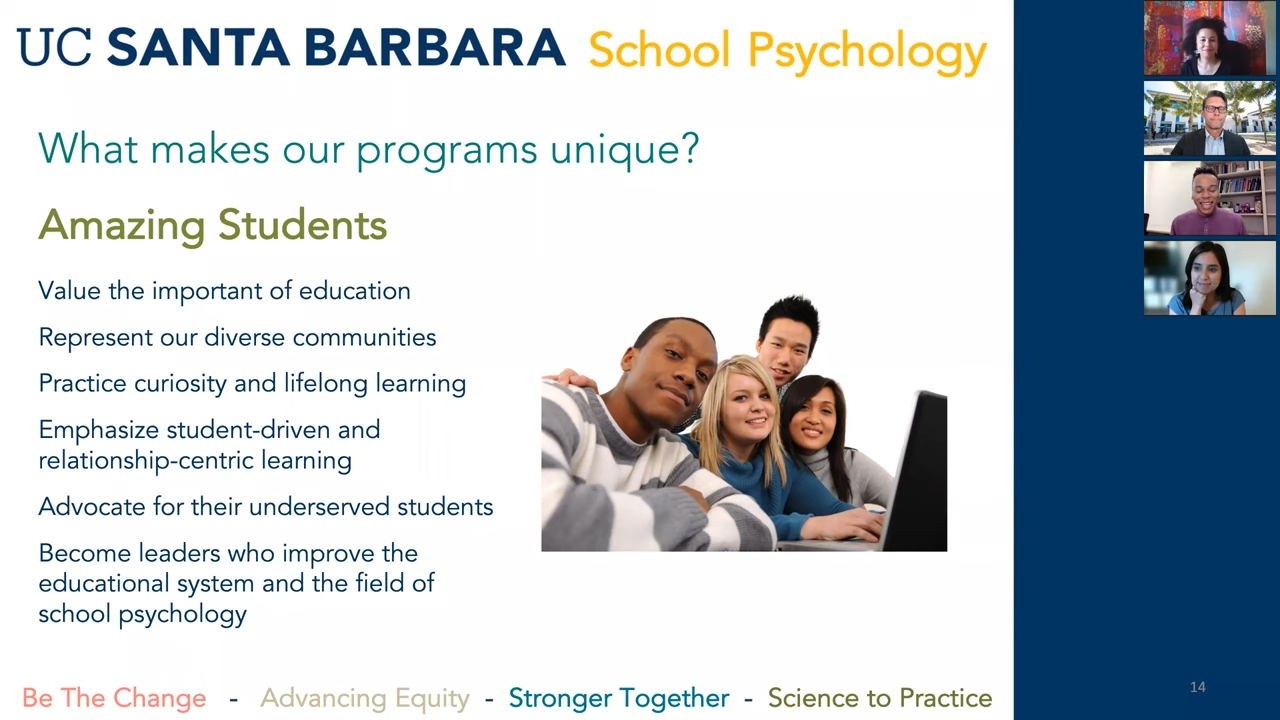 UC SANTA BARBARA School Psychology
What makes our programs unique?
Amazing Students
Value the important of education
Represent our diverse communities
Practice curiosity and lifelong learning
Emphasize student-driven and
relationship-centric learning
Advocate for their underserved students
Become leaders who improve the
educational system and the field of
school psychology
Be The Change - Advancing Equity - Stronger Together - Science to Practice
14